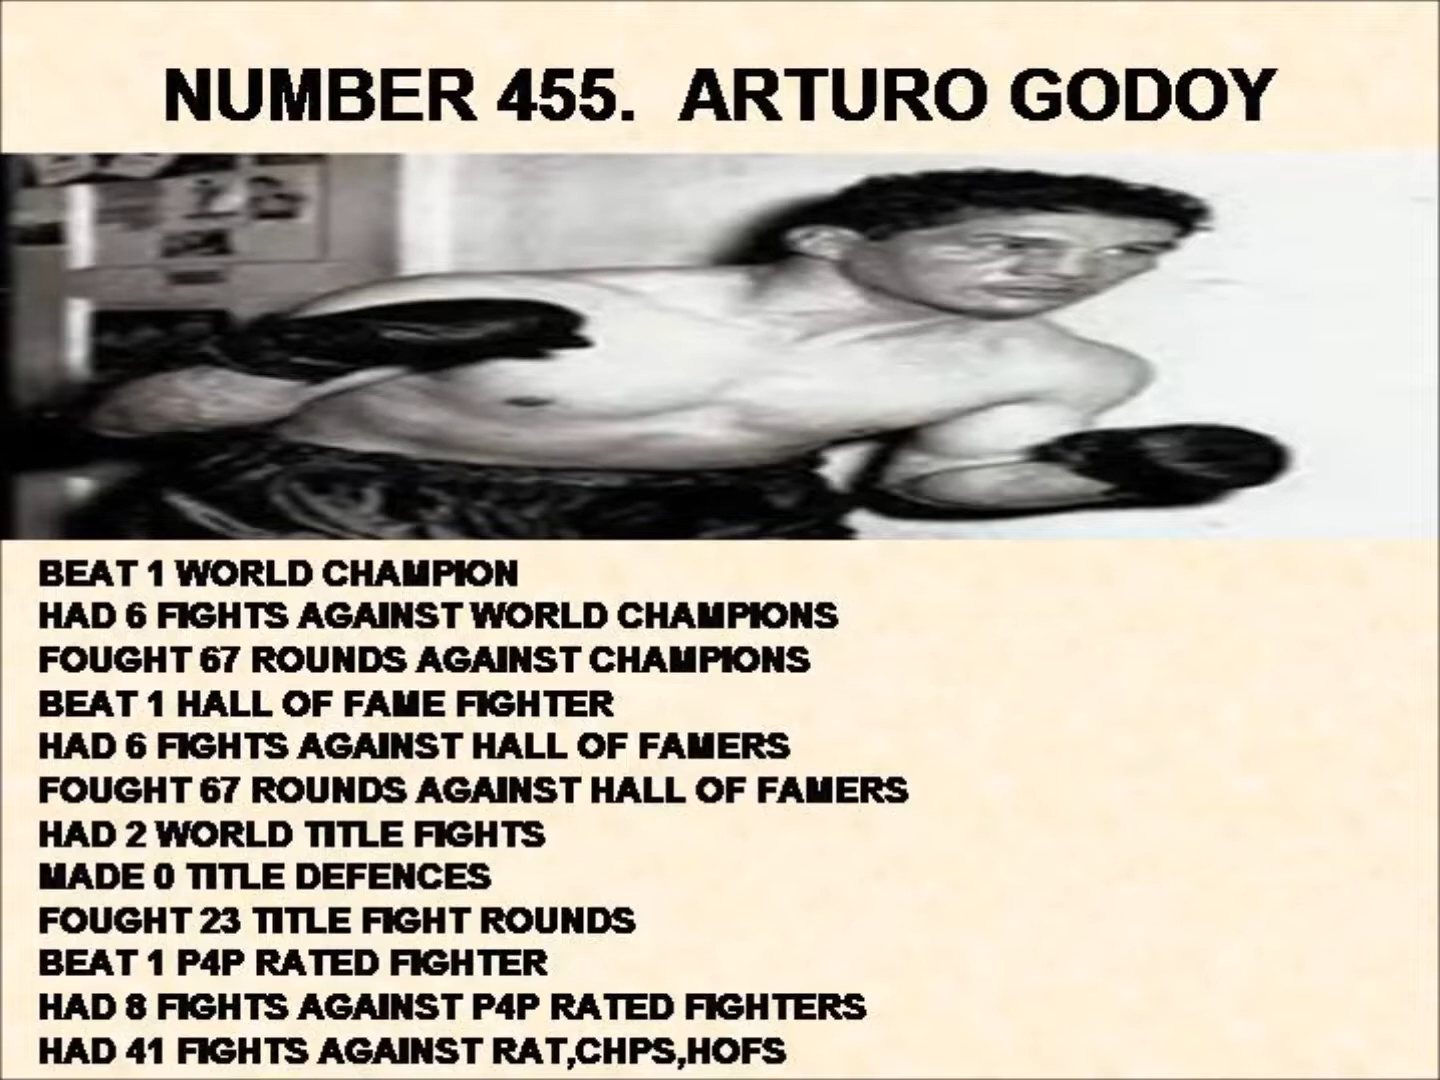 NUMBER 455.  ARTURO GODOY
BEAT 1 WORLD CHAMPION
HAD 6 FIGHTS AGAINST WORLD CHAMPIONS
FOUGHT 67 ROUNDS AGAINST CHAMPIONS
BEAT 1 HALL OF FAME FIGHTER
HAD 6 FIGHTS AGAINST HALL OF FAMERS
FOUGHT 67 ROUNDS AGAINST HALL OF FAMERS
HAD 2 WORLD TITLE FIGHTS
MADE 0 TITLE DEFENCES
FOUGHT 23 TITLE FIGHT ROUNDS
BEAT 1 P4P RATED FIGHTER
HAD 8 FIGHTS AGAINST P4P RATED FIGHTERS
HAD 41 FIGHTS AGAINST RAT,CHPS,HOFS